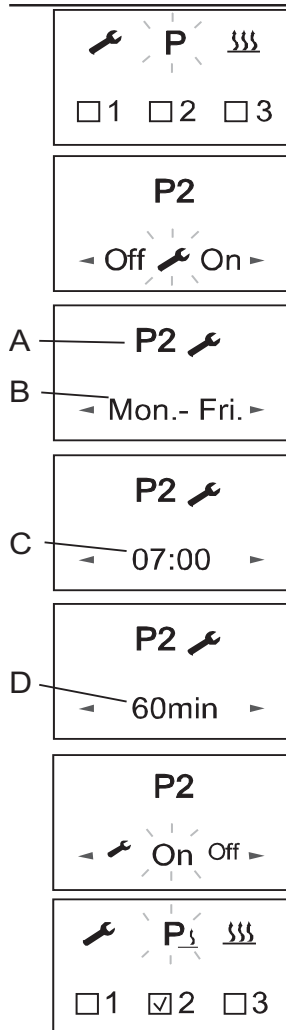 P
1 2 3
P2
Off On
A P2
B Mon.- Fri.
P2
C 07:00
P2
D 60min
P2
On Off
P
1 2 3